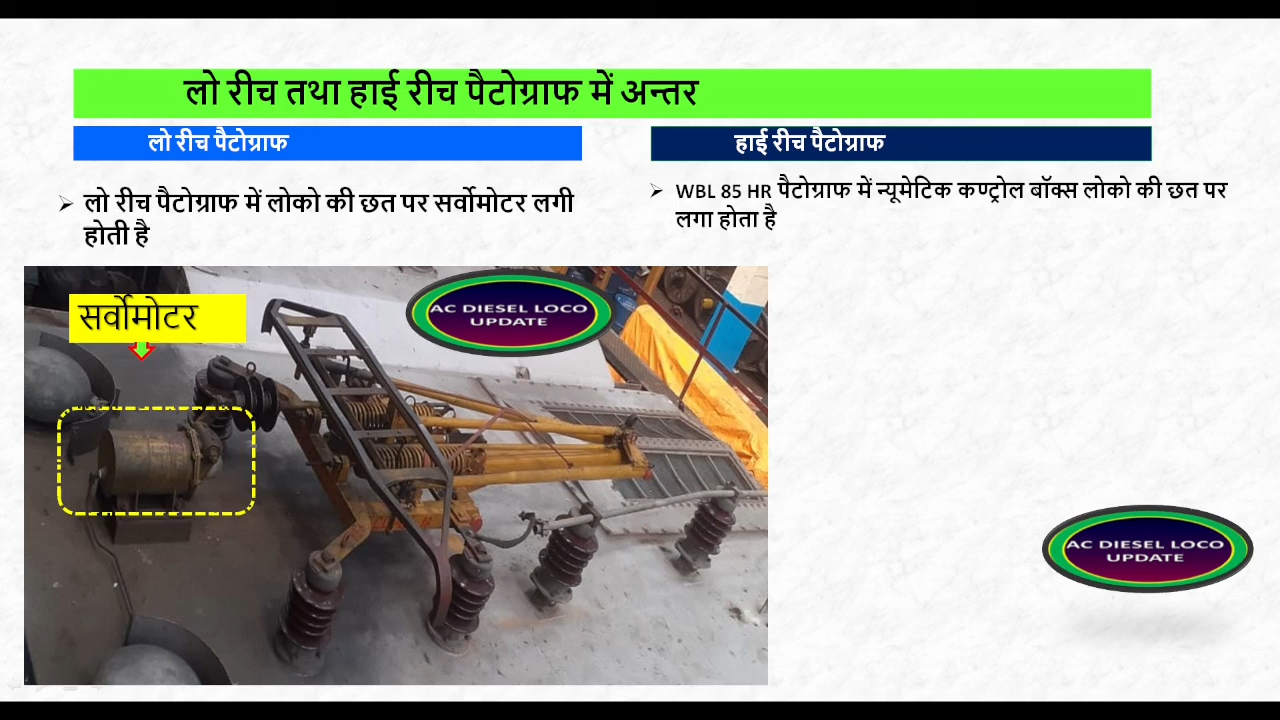 लो रीच तथा हाई रीच पैटोग्राफ में अन्तर
लो रीच पैटोग्राफ
हाई रीच पैटोग्राफ
लो रीच पैटोग्राफ में लोको की छत पर सर्वोमोटर लगी
होती है
WBL 85 HR पैटोग्राफ में न्यूमेटिक कण्ट्रोल बॉक्स लोको की छत पर
लगा होता है
सर्वोमोटर
AC DIESEL LOCO
UPDATE
AC DIESEL LOCO
UPDATE